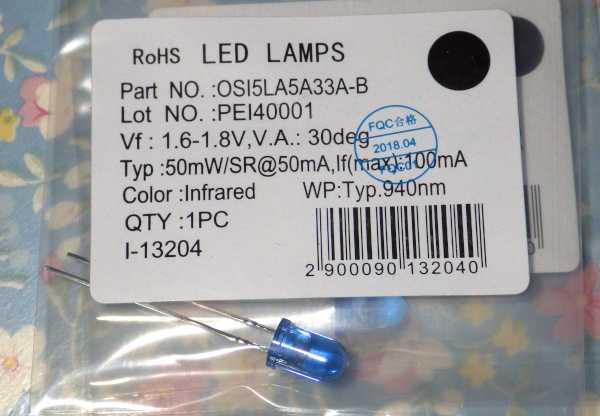 RoHS LED LAMPS
Part NO. :OSI5LA5A33A-B
Lot NO. :PEI40001
Vf : 1.6-1.8V,V.A.: 30deg
FQC合格
2018.04
Typ :50mW/SR@50mA,If(max):100mA
Color :Infrared WP:Typ.940nm
QTY :1PC
I-13204
2 900090 132040